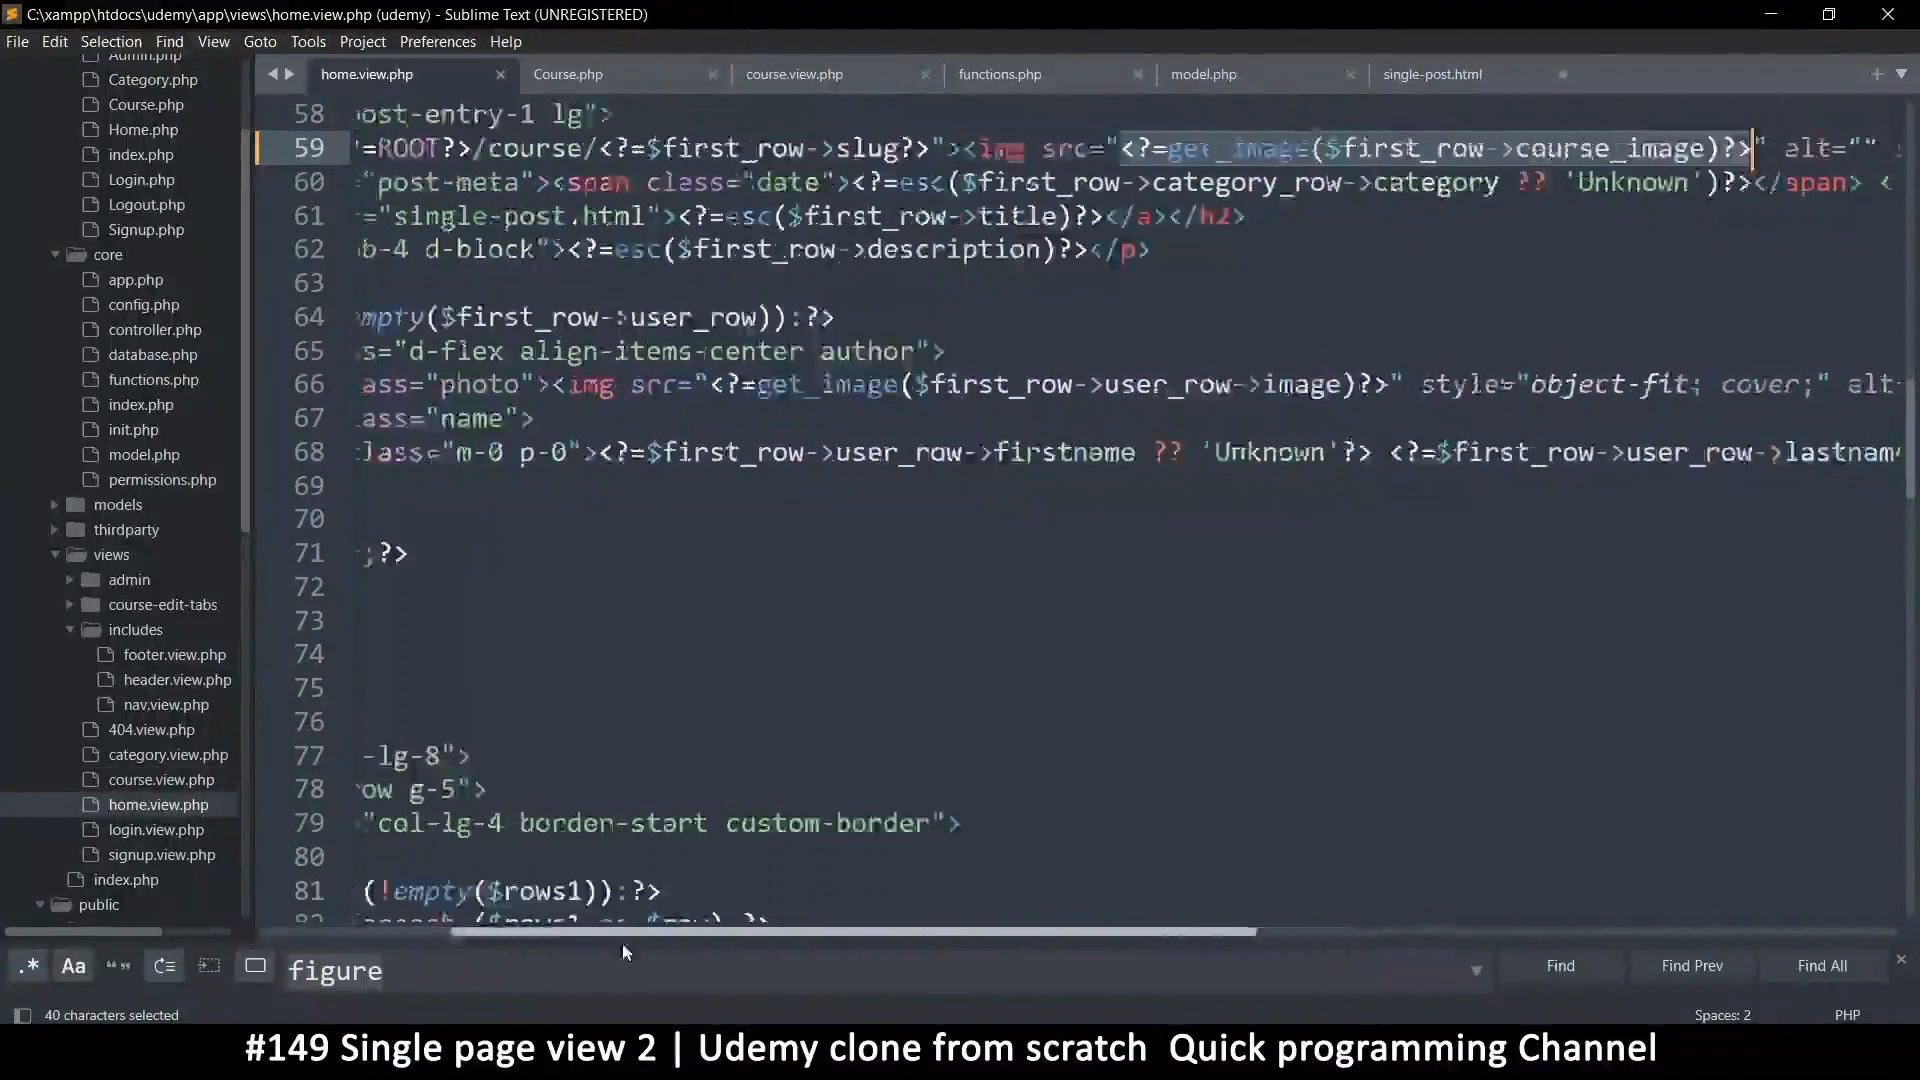 C:\xampp\htdocs\udemy\app\views\home.view.php (udemy) - Sublime Text (UNREGISTERED)
File Edit Selection Find View Goto Tools Project Preferences Help
Admin.php
Category.php
Course.php
Home.php
index.php
Login.php
Logout.php
Signup.php
core
app.php
config.php
controller.php
database.php
functions.php
index.php
init.php
model.php
permissions.php
models
thirdparty
views
admin
course-edit-tabs
includes
footer.view.php
header.view.php
nav.view.php
404.view.php
category.view.php
course.view.php
home.view.php
login.view.php
signup.view.php
index.php
public
home.view.php Course.php course.view.php functions.php model.php single-post.html
58 ost-entry-1 lg">
59 =ROOT?>/course/<?=$first_row->slug?>"><img src="<?=get_image($first_row->course_image)?>" alt=""
60 ="post-meta"><span class="date"><?=esc($first_row->category_row->category ?? 'Unknown')?></span> <
61 ="single-post.html"><?=esc($first_row->title)?></a></h2>
62 b-4 d-block"><?=esc($first_row->description)?></p>
63
64 mpty($first_row->user_row)):?>
65 s="d-flex align-items-center author">
66 ass="photo"><img src="<?=get_image($first_row->user_row->image)?>" style="object-fit: cover;" alt=
67 ass="name">
68 lass="m-0 p-0"><?=$first_row->user_row->firstname ?? 'Unknown'?> <?=$first_row->user_row->lastnam
69
70
71 ;?>
72
73
74
75
76
77 -lg-8">
78 ow g-5">
79 "col-lg-4 border-start custom-border">
80
81 (!empty($rows1)):?>
82
.* Aa “” figure Find Find Prev Find All
40 characters selected Spaces: 2 PHP
#149 Single page view 2 | Udemy clone from scratch Quick programming Channel